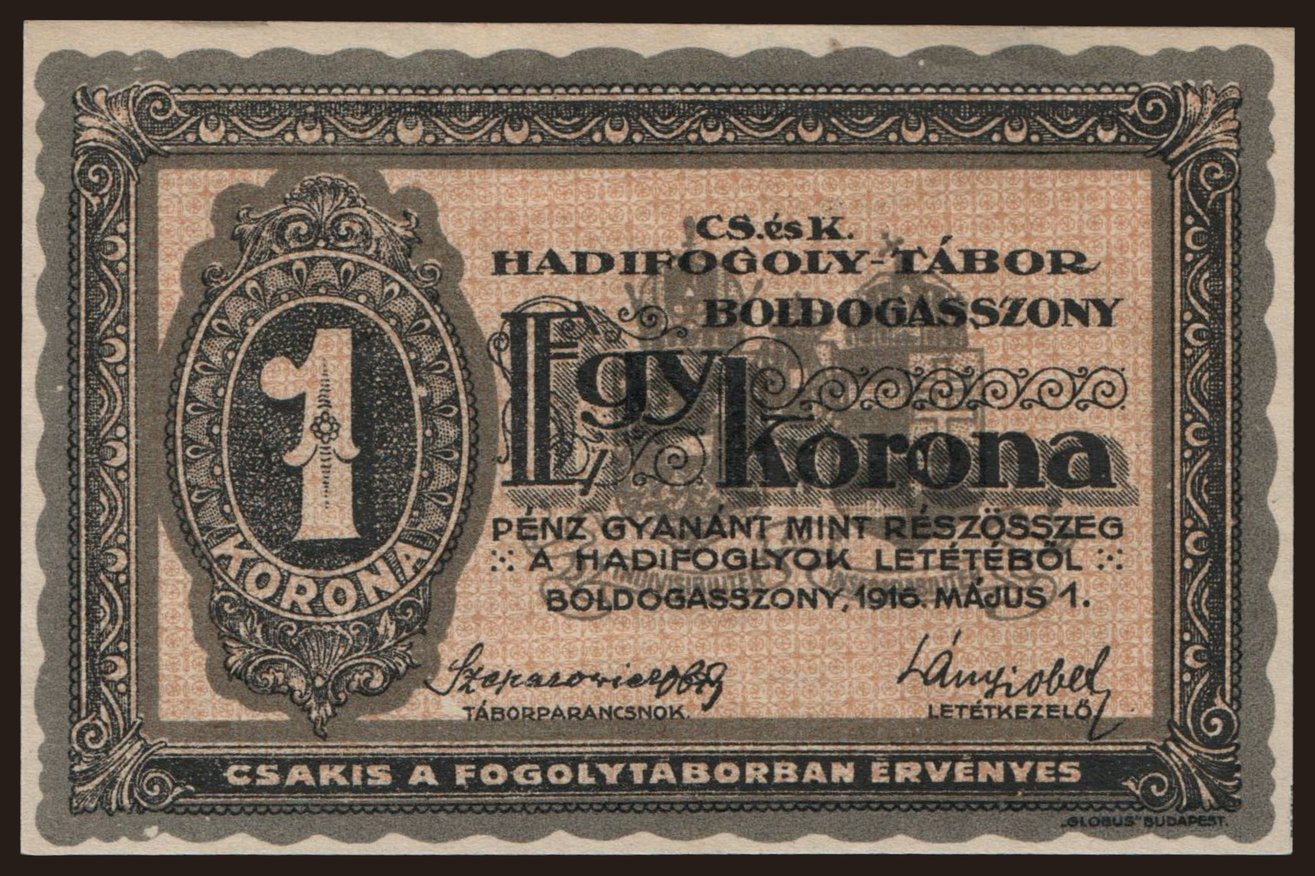 CS. és K.
HADIFOGOLY-TÁBOR
BOLDOGASSZONY
Egy
korona
1
KORONA
PÉNZ GYANÁNT MINT RÉSZÖSSZEG
A HADIFOGLYOK LETÉTÉBŐL
BOLDOGASSZONY, 1916. MÁJUS 1.
TÁBORPARANCSNOK.
LETÉTKEZELŐ
CSAKIS A FOGOLYTÁBORBAN ÉRVÉNYES
„GLOBUS" BUDAPEST.